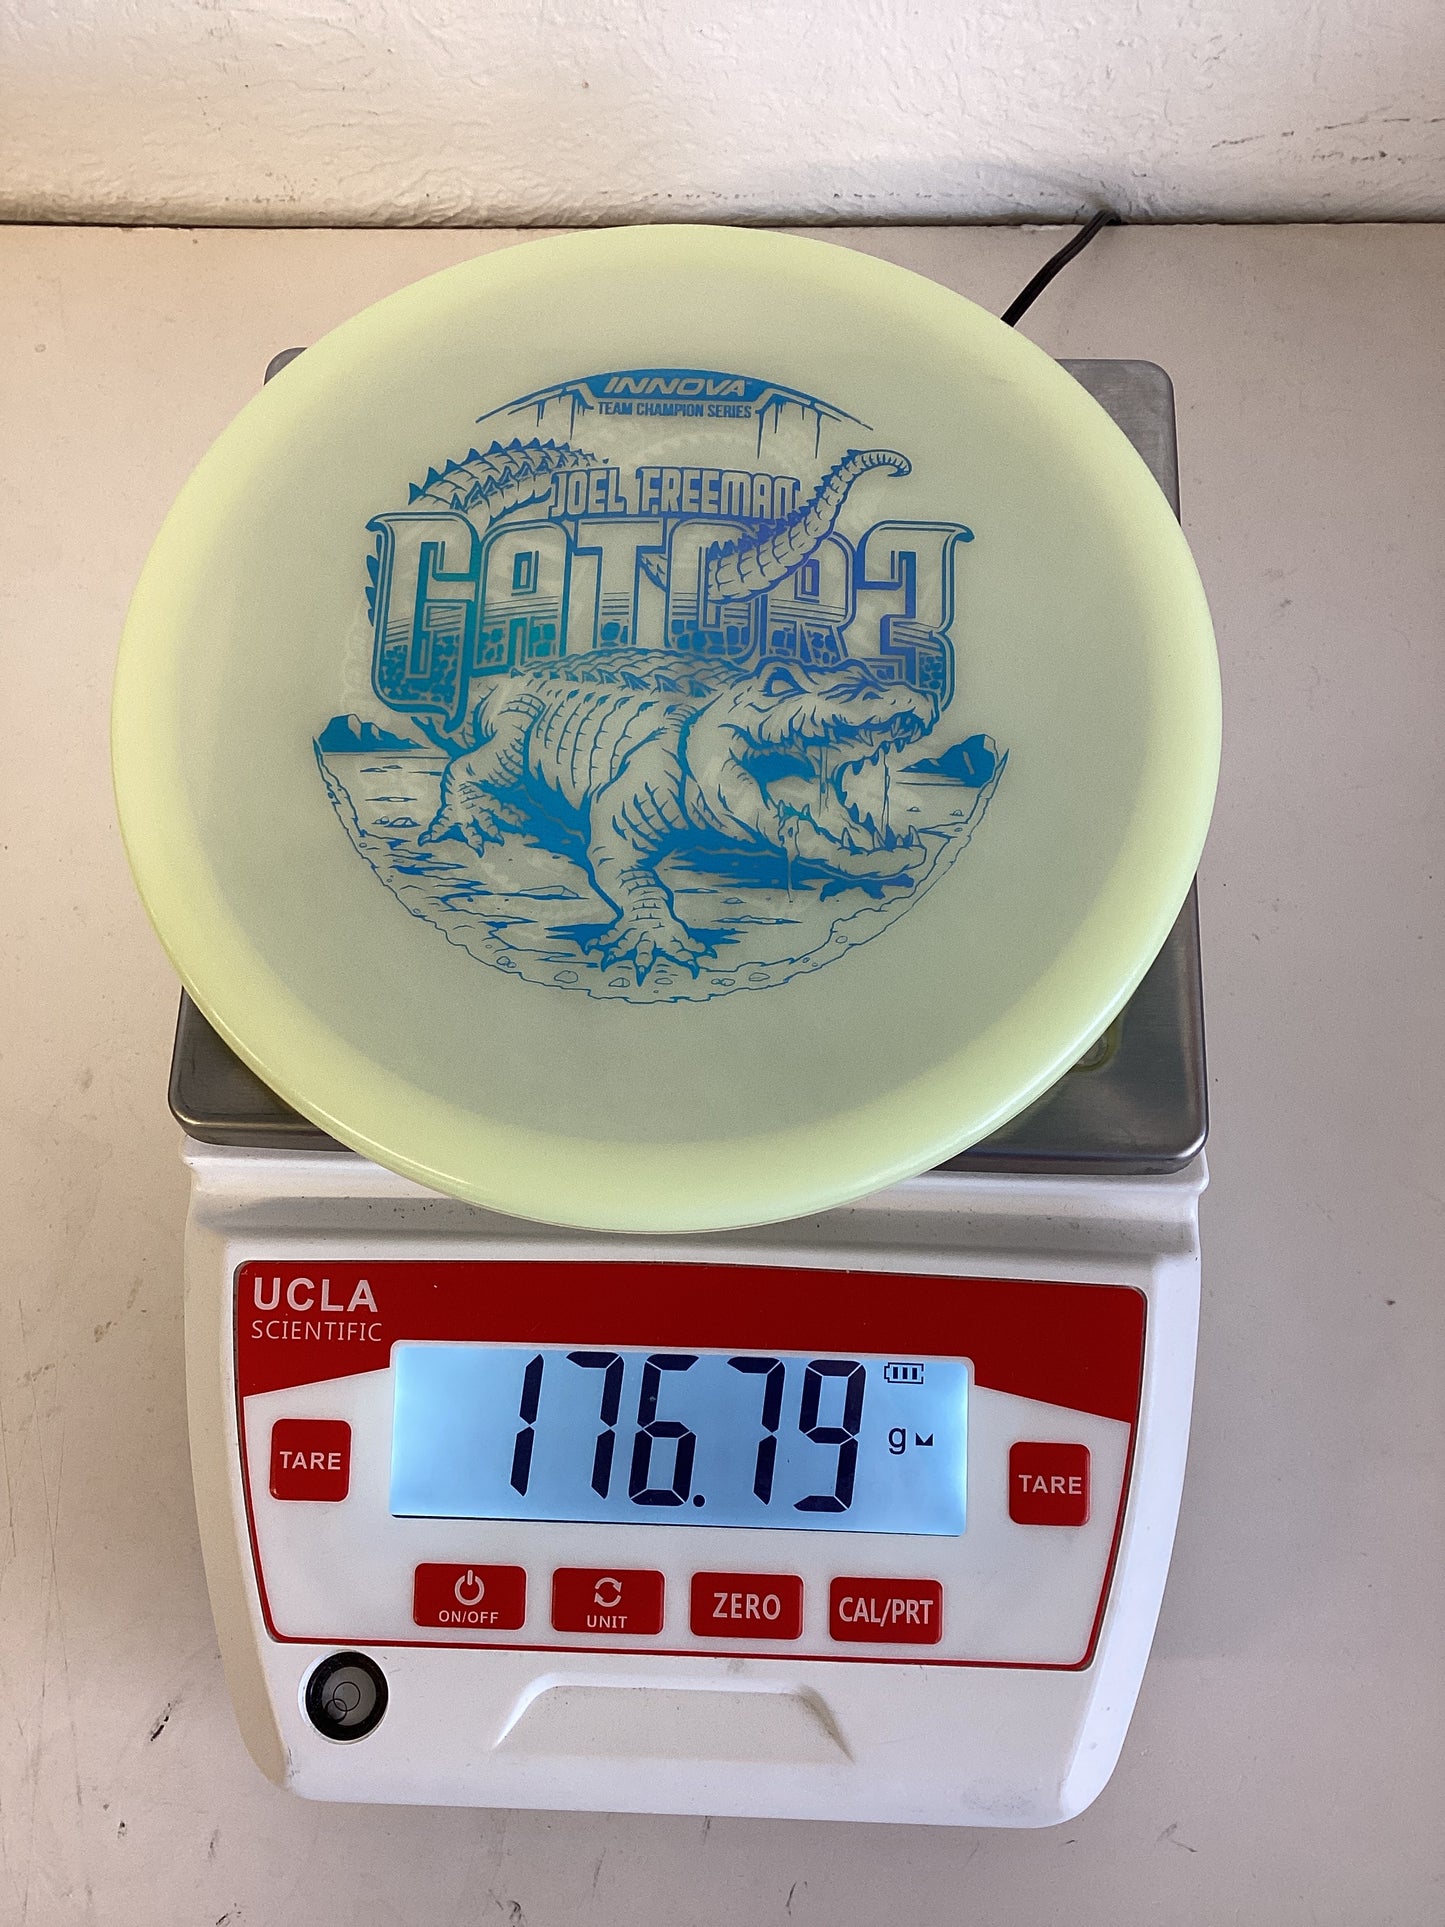 INNOVA
TEAM CHAMPION SERIES
JOEL FREEMAN
GATOR3
UCLA
SCIENTIFIC
176.79 g
TARE
TARE
ON/OFF
UNIT
ZERO
CAL/PRT